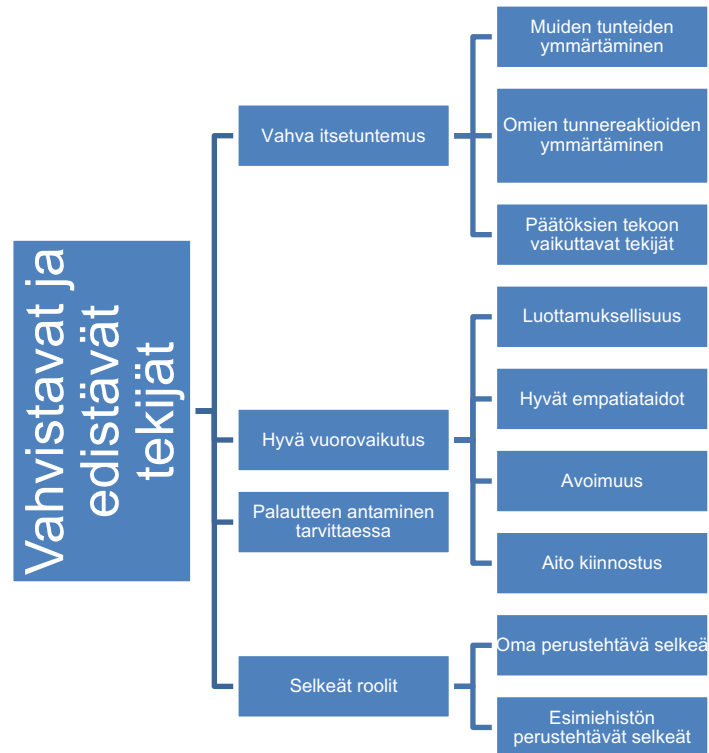 Vahvistavat ja
edistävät
tekijät
Vahva itsetuntemus
Muiden tunteiden
ymmärtäminen
Omien tunnereaktioiden
ymmärtäminen
Päätöksien tekoon
vaikuttavat tekijät
Hyvä vuorovaikutus
Luottamuksellisuus
Hyvät empatiataidot
Avoimuus
Aito kiinnostus
Palautteen antaminen
tarvittaessa
Selkeät roolit
Oma perustehtävä selkeä
Esimiehistön
perustehtävät selkeät